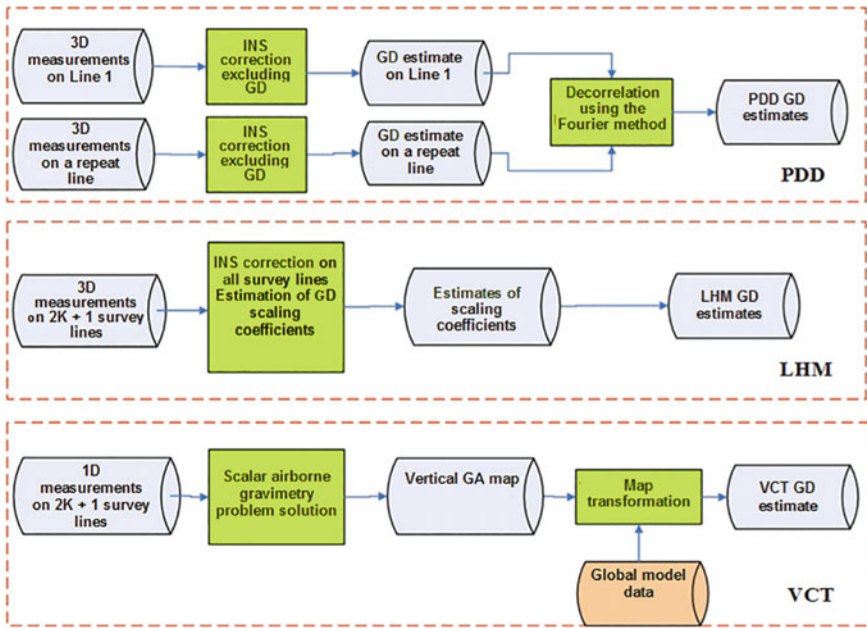 3D
measurements
on Line 1
INS
correction
excluding
GD
GD estimate
on Line 1
3D
measurements
on a repeat
line
INS
correction
excluding
GD
GD estimate
on a repeat
line
Decorrelation
using the
Fourier method
PDD GD
estimates
PDD
3D
measurements
on 2K + 1 survey
lines
INS correction on
all survey lines
Estimation of GD
scaling
coefficients
Estimates of
scaling
coefficients
LHM GD
estimates
LHM
1D
measurements
on 2K + 1 survey
lines
Scalar airborne
gravimetry
problem solution
Vertical GA map
Map
transformation
VCT GD
estimate
Global model
data
VCT